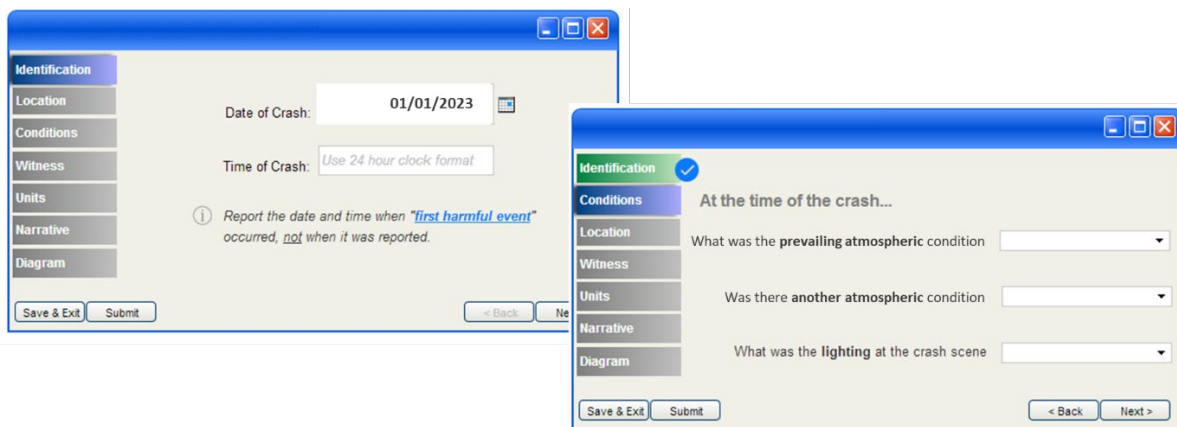 Identification
Location
Conditions
Witness
Units
Narrative
Diagram
Date of Crash:
01/01/2023
Time of Crash:
Use 24 hour clock format
Report the date and time when "first harmful event"
occurred, not when it was reported.
Save & Exit
Submit
< Back
Ne
Identification
Conditions
Location
Witness
Units
Narrative
Diagram
At the time of the crash...
What was the prevailing atmospheric condition
Was there another atmospheric condition
What was the lighting at the crash scene
Save & Exit
Submit
< Back
Next >